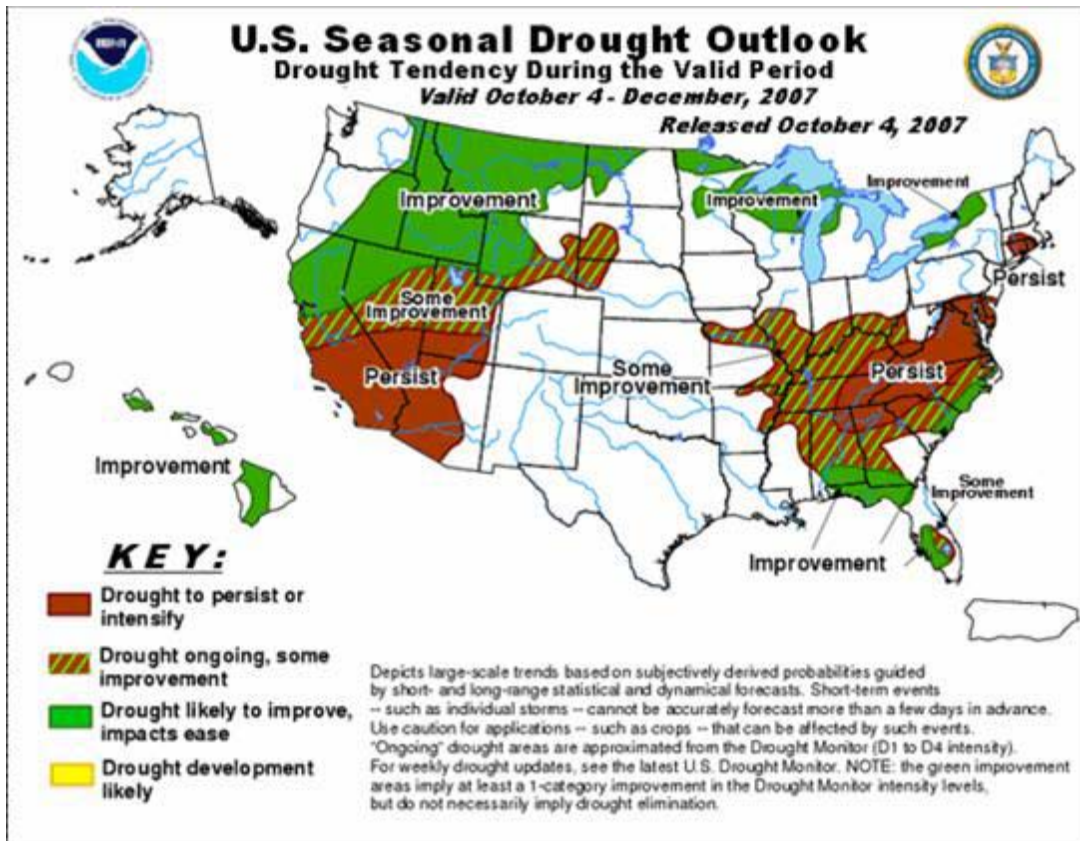 U.S. Seasonal Drought Outlook
Drought Tendency During the Valid Period
Valid October 4 - December, 2007
Released October 4, 2007
Improvement
Improvement
Improvement
Persist
Some
Improvement
Persist
Some
Improvement
Persist
Improvement
Some
Improvement
Improvement
KEY:
Drought to persist or
intensify
Drought ongoing, some
improvement
Drought likely to improve,
impacts ease
Drought development
likely
Depicts large-scale trends based on subjectively derived probabilities guided
by short- and long-range statistical and dynamical forecasts. Short-term events
-- such as individual storms -- cannot be accurately forecast more than a few days in advance.
Use caution for applications -- such as crops -- that can be affected by such events.
"Ongoing" drought areas are approximated from the Drought Monitor (D1 to D4 intensity).
For weekly drought updates, see the latest U.S. Drought Monitor. NOTE: the green improvement
areas imply at least a 1-category improvement in the Drought Monitor intensity levels,
but do not necessarily imply drought elimination.